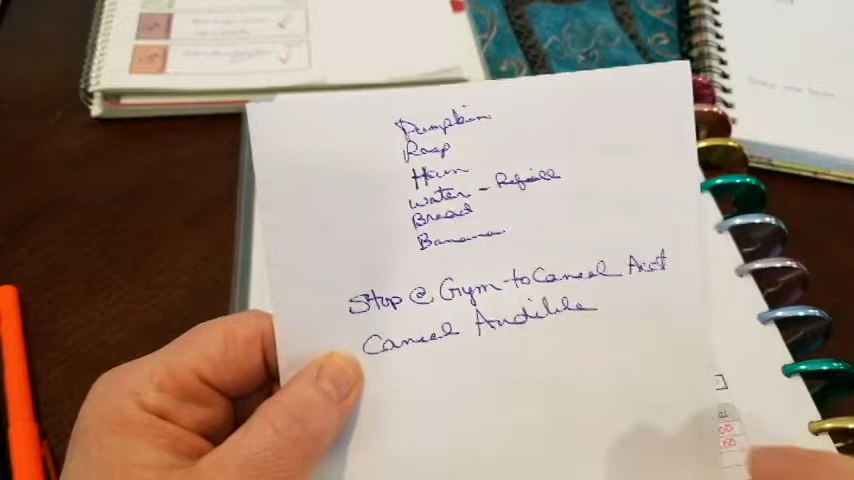 Pumpkin
Rasp
Ham
Water - Refill
Bread
Bananas
Stop @ Gym to Cancel Acct
Cancel Audible